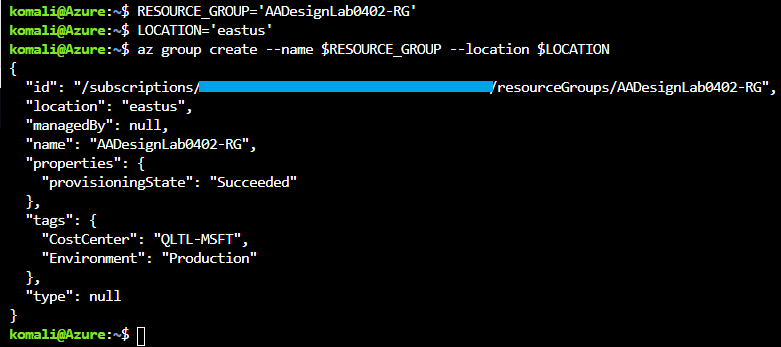 komali@Azure:~$ RESOURCE_GROUP='AADesignLab0402-RG'
komali@Azure:~$ LOCATION='eastus'
komali@Azure:~$ az group create --name $RESOURCE_GROUP --location $LOCATION
{
  "id": "/subscriptions/ /resourceGroups/AADesignLab0402-RG",
  "location": "eastus",
  "managedBy": null,
  "name": "AADesignLab0402-RG",
  "properties": {
    "provisioningState": "Succeeded"
  },
  "tags": {
    "CostCenter": "QLTL-MSFT",
    "Environment": "Production"
  },
  "type": null
}
komali@Azure:~$